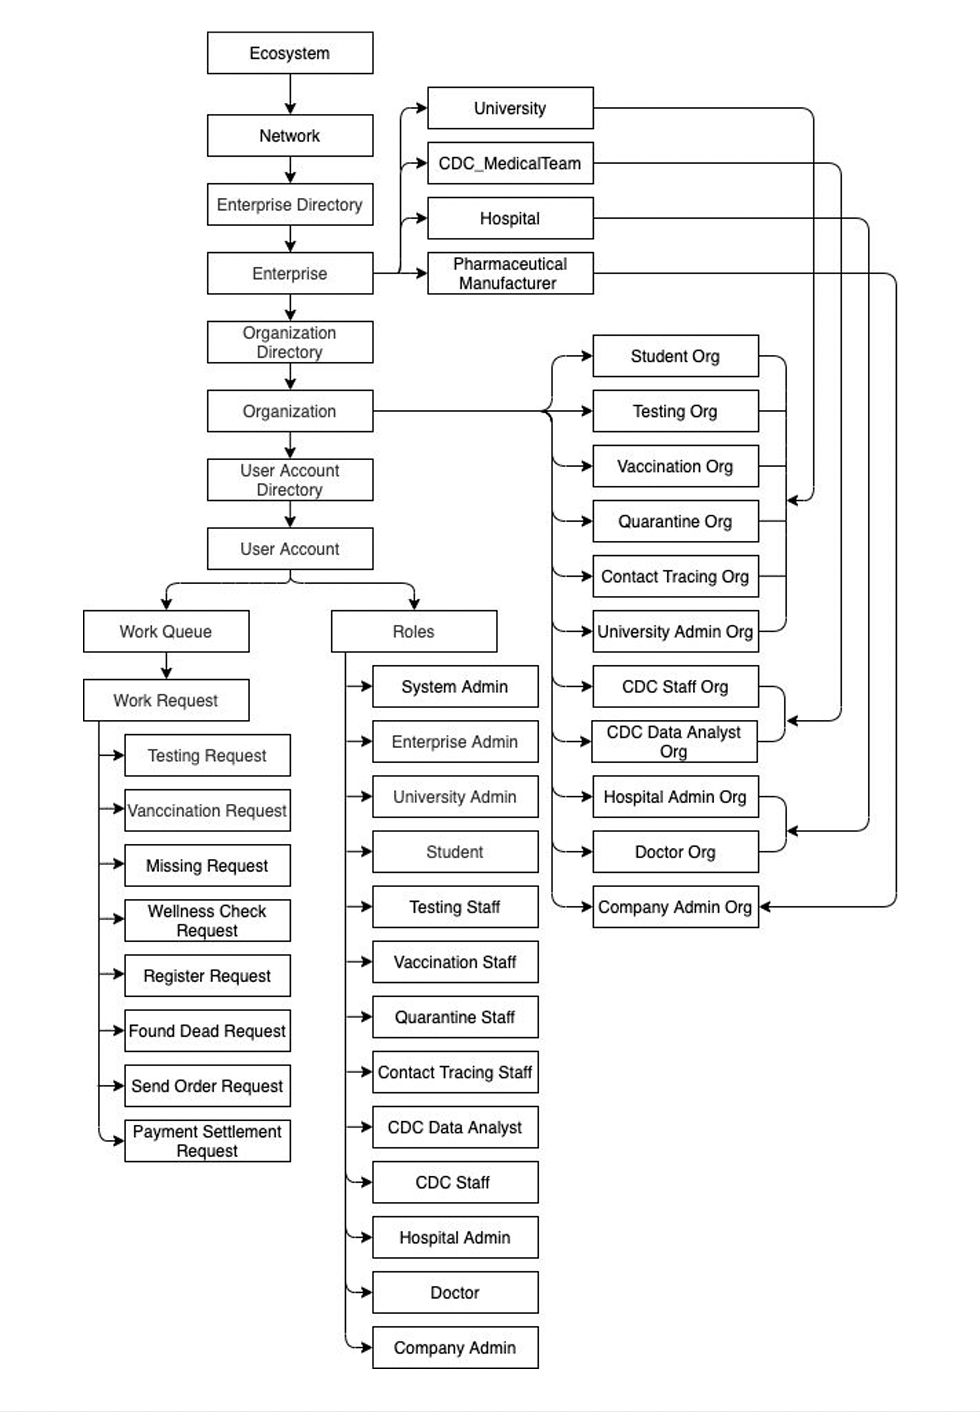 Ecosystem
Network
Enterprise Directory
Enterprise
University
CDC_MedicalTeam
Hospital
Pharmaceutical
Manufacturer
Organization
Directory
Organization
User Account
Directory
User Account
Student Org
Testing Org
Vaccination Org
Quarantine Org
Contact Tracing Org
University Admin Org
CDC Staff Org
CDC Data Analyst
Org
Hospital Admin Org
Doctor Org
Company Admin Org
Work Queue
Work Request
Testing Request
Vanccination Request
Missing Request
Wellness Check
Request
Register Request
Found Dead Request
Send Order Request
Payment Settlement
Request
Roles
System Admin
Enterprise Admin
University Admin
Student
Testing Staff
Vaccination Staff
Quarantine Staff
Contact Tracing Staff
CDC Data Analyst
CDC Staff
Hospital Admin
Doctor
Company Admin